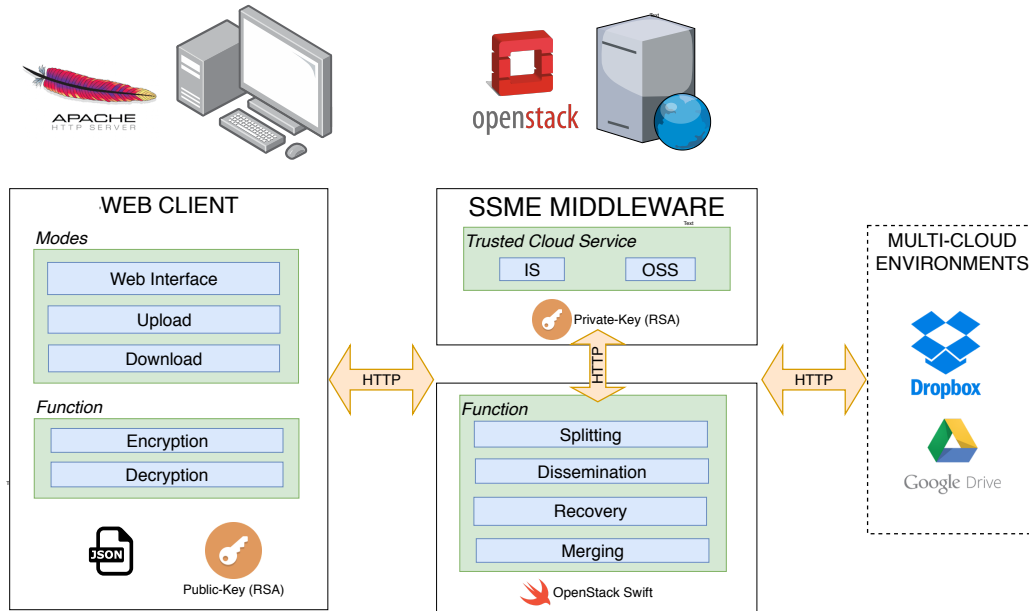 Text
APACHE
HTTP SERVER
openstack
WEB CLIENT
Modes
Web Interface
Upload
Download
Function
Encryption
Decryption
JSON
Public-Key (RSA)
HTTP
SSME MIDDLEWARE
Text
Trusted Cloud Service
IS
OSS
Private-Key (RSA)
HTTP
Function
Splitting
Dissemination
Recovery
Merging
OpenStack Swift
HTTP
MULTI-CLOUD
ENVIRONMENTS
Dropbox
Google Drive